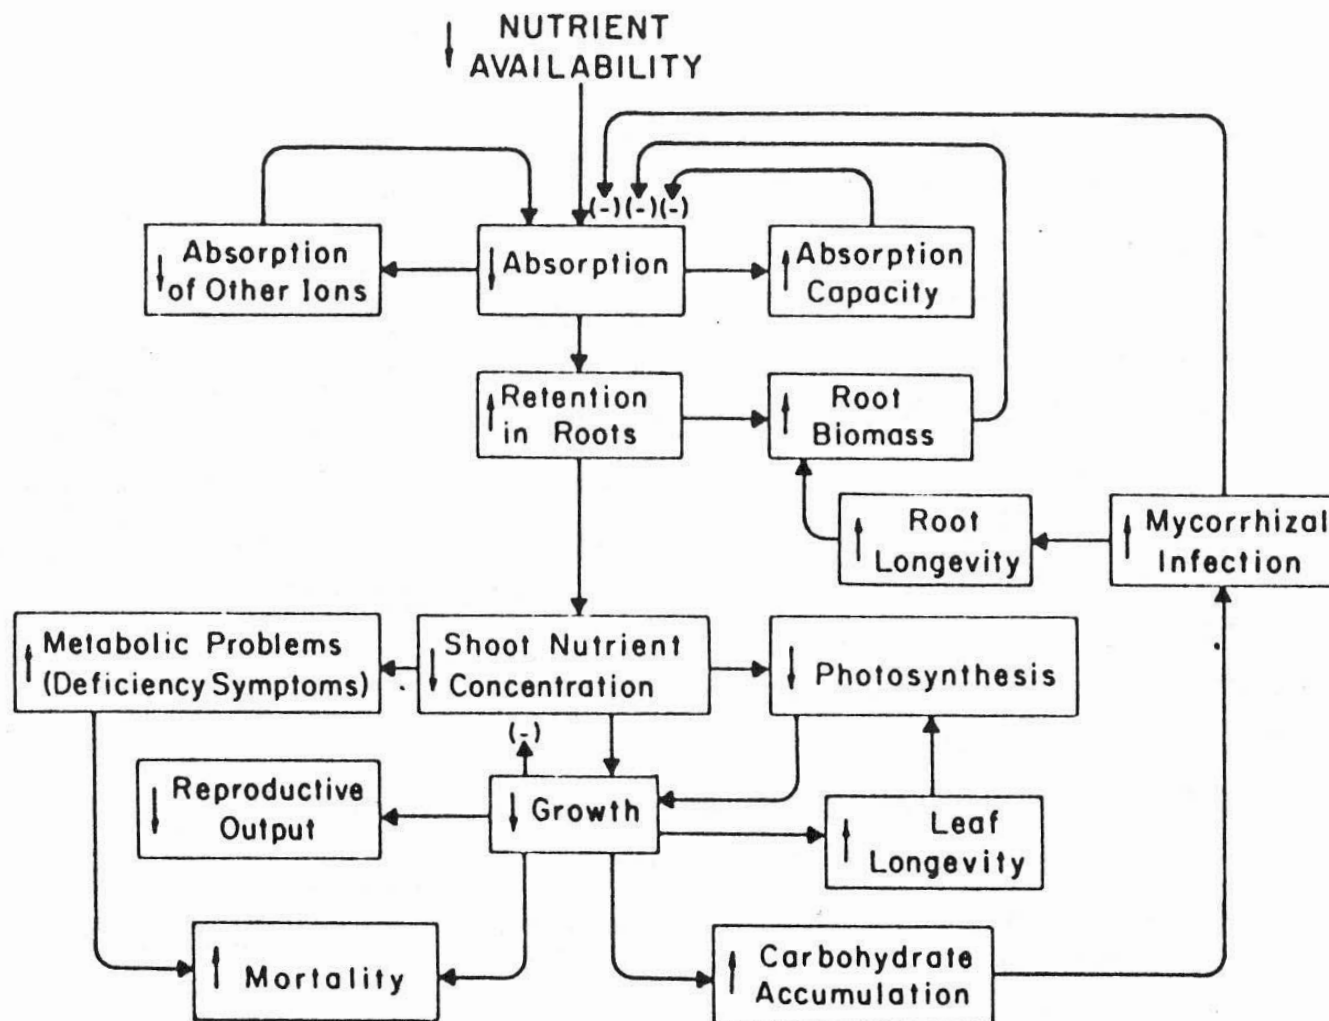 ↓ NUTRIENT
AVAILABILITY
(-) (-) (-)
↓ Absorption
of Other Ions
↓ Absorption
↑ Absorption
Capacity
↑ Retention
in Roots
↑ Root
Biomass
↑ Root
Longevity
↑ Mycorrhizal
Infection
↑ Metabolic Problems
(Deficiency Symptoms)
↓ Shoot Nutrient
Concentration
↓ Photosynthesis
(-)
↓ Reproductive
Output
↓ Growth
↑ Leaf
Longevity
↑ Mortality
↑ Carbohydrate
Accumulation